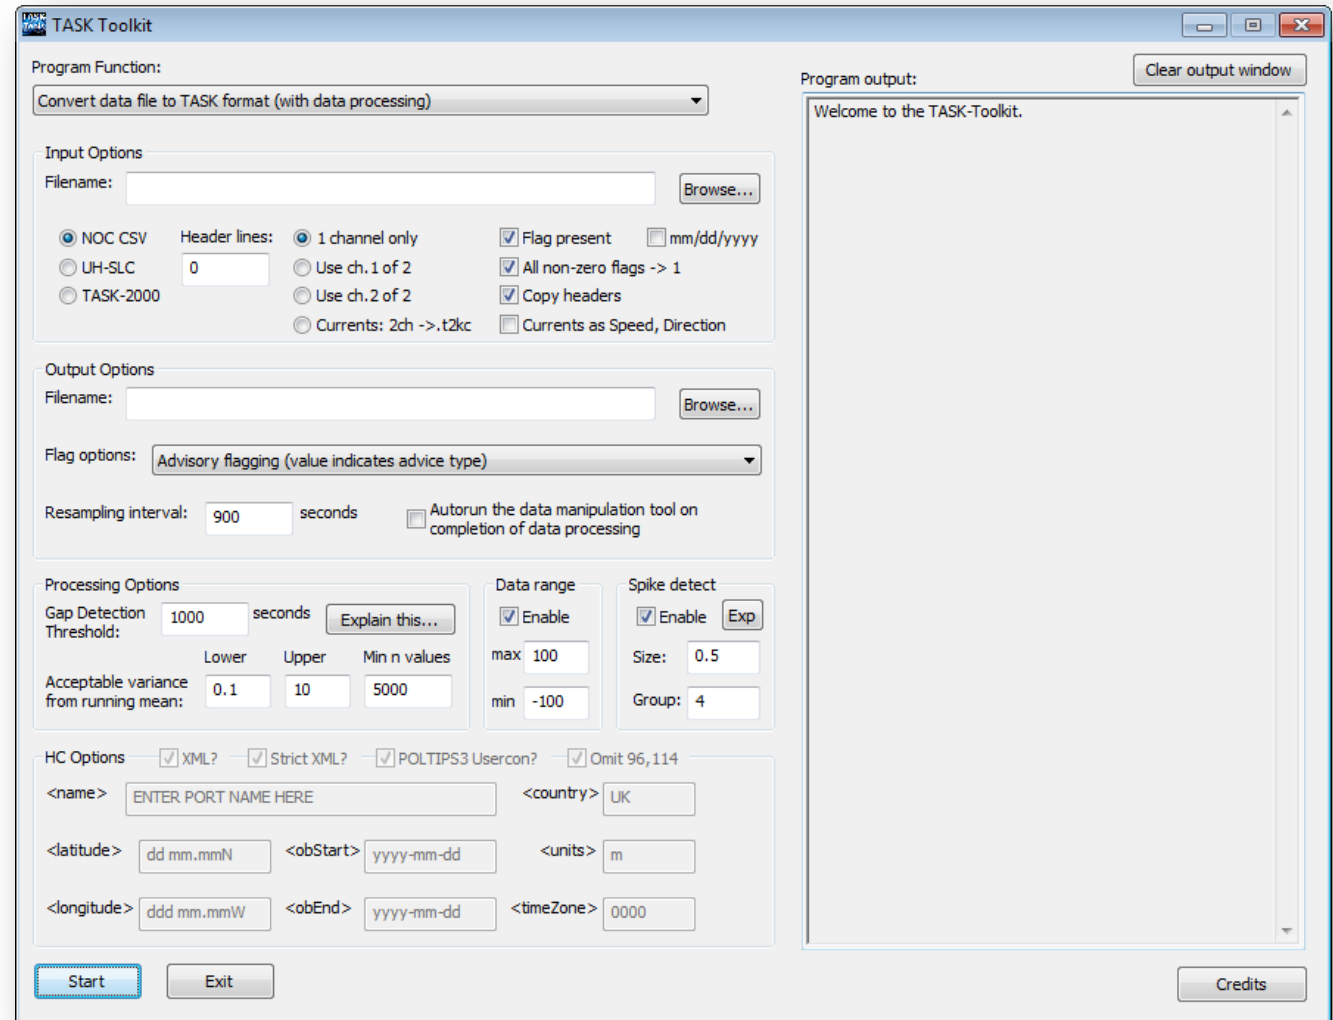 TASK Toolkit
Program Function:
Convert data file to TASK format (with data processing)
Clear output window
Program output:
Welcome to the TASK-Toolkit.
Input Options
Filename:
Browse...
NOC CSV
Header lines:
1 channel only
Flag present
mm/dd/yyyy
UH-SLC
0
Use ch.1 of 2
All non-zero flags -> 1
TASK-2000
Use ch.2 of 2
Copy headers
Currents: 2ch ->.t2kc
Currents as Speed, Direction
Output Options
Filename:
Browse...
Flag options:
Advisory flagging (value indicates advice type)
Resampling interval:
900
seconds
Autorun the data manipulation tool on
completion of data processing
Processing Options
Gap Detection
Threshold:
1000
seconds
Explain this...
Lower
Upper
Min n values
Acceptable variance
from running mean:
0.1
10
5000
Data range
Enable
max
100
min
-100
Spike detect
Enable
Exp
Size:
0.5
Group:
4
HC Options
XML?
Strict XML?
POLTIPS3 Usercon?
Omit 96,114
<name>
ENTER PORT NAME HERE
<country>
UK
<latitude>
dd mm.mmN
<obStart>
yyyy-mm-dd
<units>
m
<longitude>
ddd mm.mmW
<obEnd>
yyyy-mm-dd
<timeZone>
0000
Start
Exit
Credits